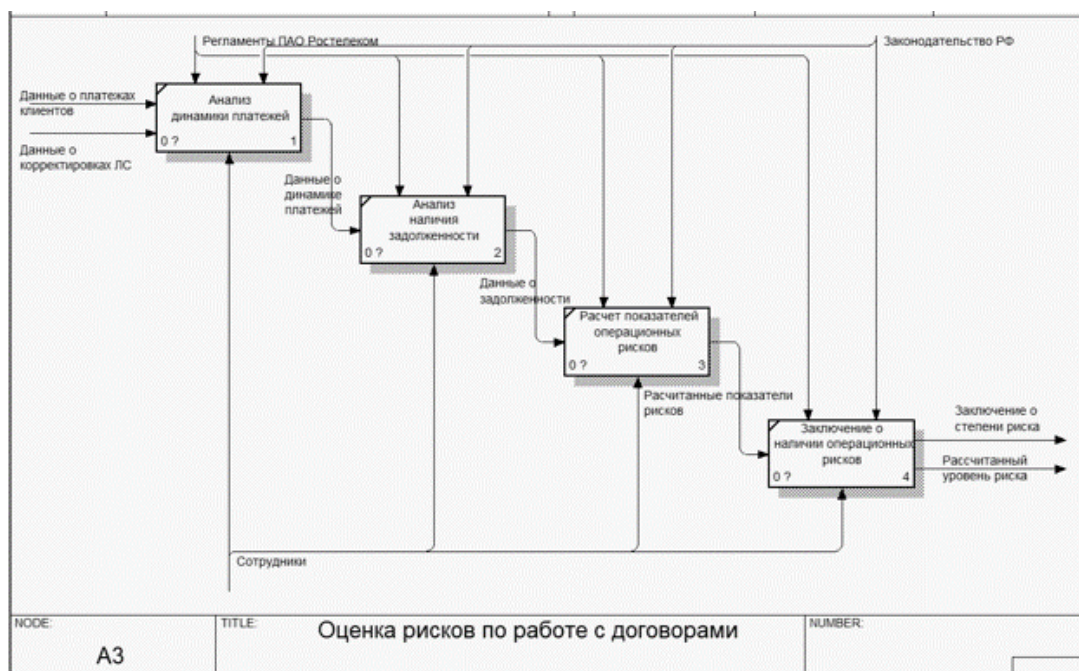 Регламенты ПАО Ростелеком
Законодательство РФ
Данные о платежах
клиентов
Данные о
корректировках ЛС
Анализ
динамики платежей
0 ?
1
Данные о
динамике
платежей
Анализ
наличия
задолженности
0 ?
2
Данные о
задолженности
Расчет показателей
операционных
рисков
0 ?
3
Расчитанные показатели
рисков
Заключение о
наличии операционных
рисков
0 ?
4
Заключение о
степени риска
Рассчитанный
уровень риска
Сотрудники
NODE:
A3
TITLE:
Оценка рисков по работе с договорами
NUMBER: